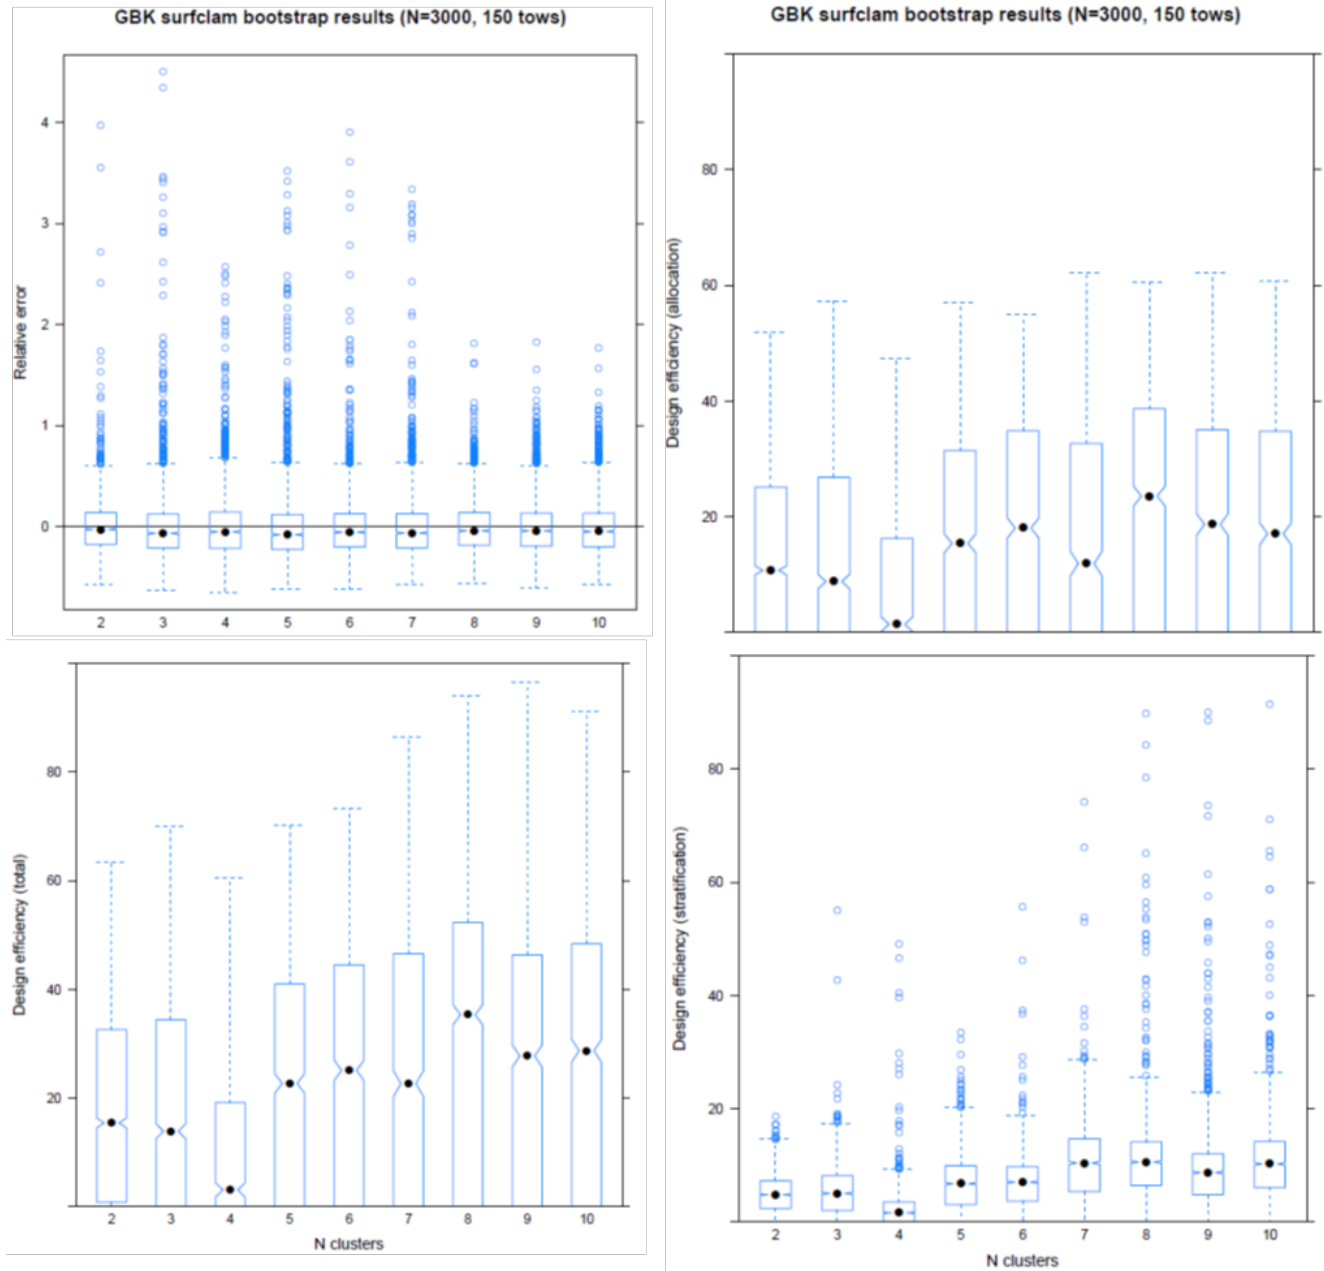 GBK surfclam bootstrap results (N=3000, 150 tows)
Relative error
4
3
2
1
0
2 3 4 5 6 7 8 9 10
GBK surfclam bootstrap results (N=3000, 150 tows)
Design efficiency (allocation)
80
60
40
20
Design efficiency (total)
80
60
40
20
2 3 4 5 6 7 8 9 10
N clusters
Design efficiency (stratification)
80
60
40
20
2 3 4 5 6 7 8 9 10
N clusters